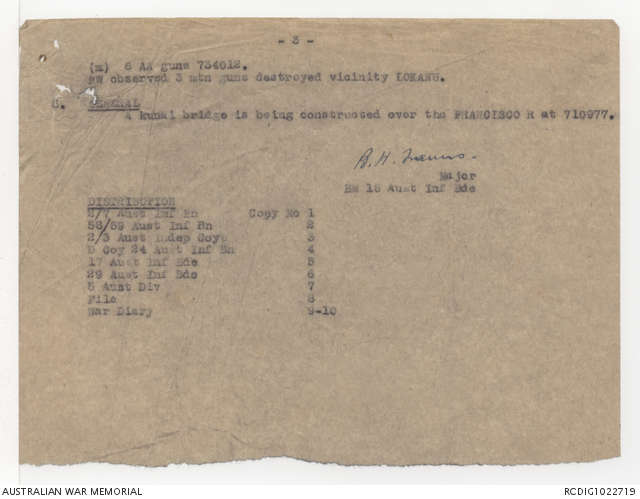 - 3 -
(m) 6 AA guns 734012.
PW observed 3 mtn guns destroyed vicinity LOKANU.
8. GENERAL
A kunai bridge is being constructed over the FRANCISCO R at 710977.
Major
BM 15 Aust Inf Bde
DISTRIBUTION
2/7 Aust Inf Bn Copy No 1
58/59 Aust Inf Bn 2
2/3 Aust Indep Coys 3
Coy 24 Aust Inf Bn 4
17 Aust Inf Bde 5
29 Aust Inf Bde 6
5 Aust Div 7
File 8
War Diary 9-10
AUSTRALIAN WAR MEMORIAL
RCDIG1022719